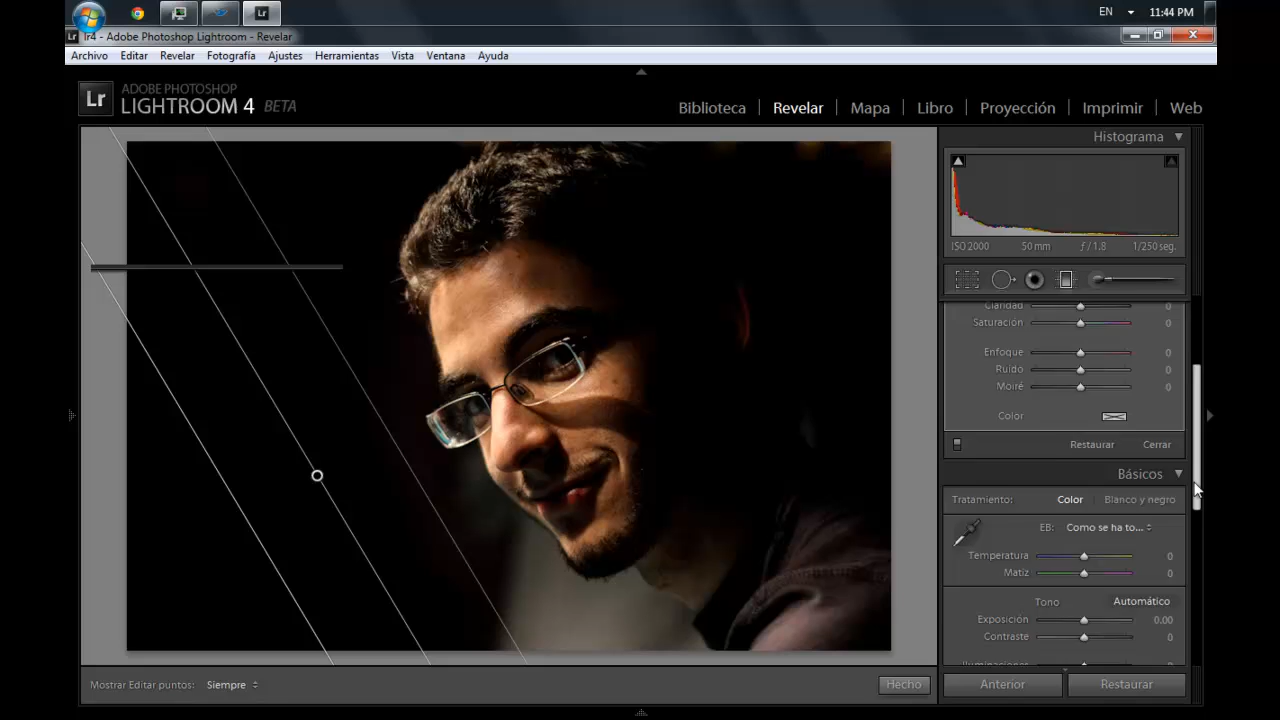 EN
11:44 PM
lr4 - Adobe Photoshop Lightroom - Revelar
Archivo Editar Revelar Fotografía Ajustes Herramientas Vista Ventana Ayuda
Lr ADOBE PHOTOSHOP
LIGHTROOM 4 BETA
Biblioteca | Revelar | Mapa | Libro | Proyección | Imprimir | Web
Histograma
ISO 2000 50 mm ƒ / 1.8 1/250 seg.
Claridad 0
Saturación 0
Enfoque 0
Ruido 0
Moiré 0
Color
Restaurar Cerrar
Básicos
Tratamiento: Color | Blanco y negro
EB: Como se ha to...
Temperatura 0
Matiz 0
Tono Automático
Exposición 0.00
Contraste 0
Iluminaciones
Mostrar Editar puntos: Siempre
Hecho
Anterior
Restaurar